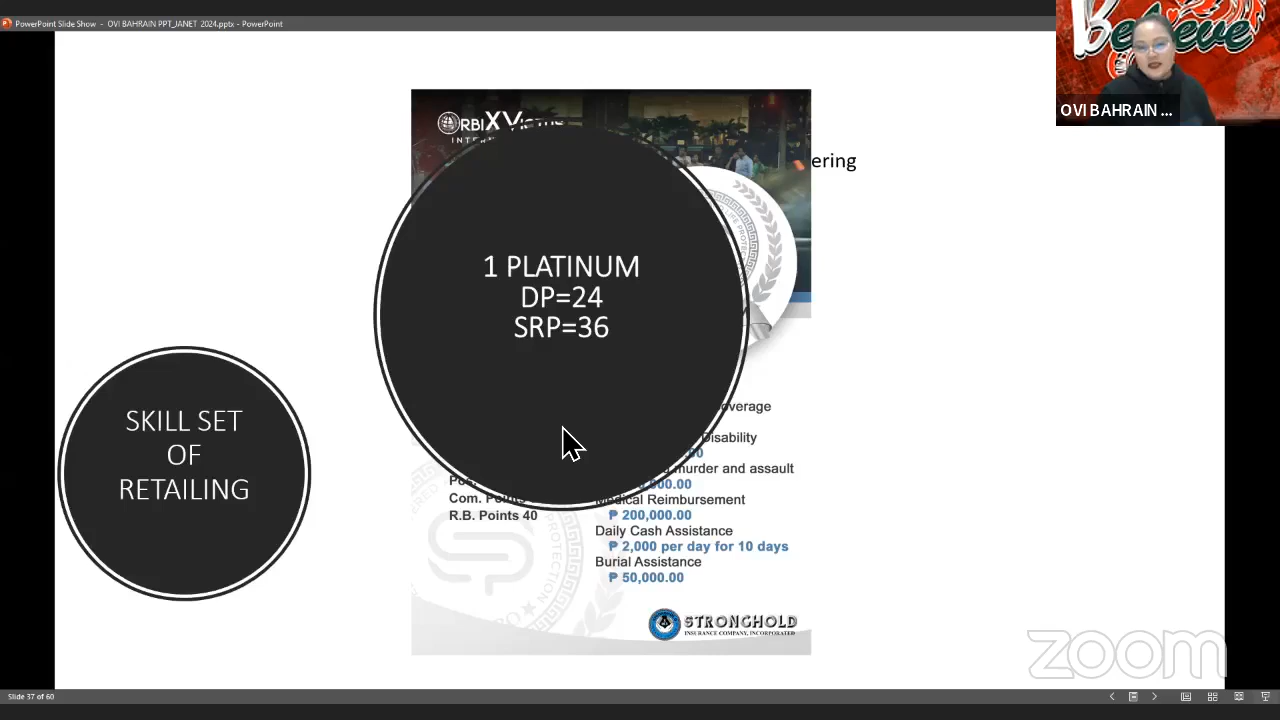 PowerPoint Slide Show - OVI BAHRAIN PPT_JANET 2024.pptx - PowerPoint
Believe
OVI BAHRAIN ...
ering
1 PLATINUM
DP=24
SRP=36
SKILL SET
OF
RETAILING
overage
Disability
murder and assault
000.00
Medical Reimbursement
₱ 200,000.00
Daily Cash Assistance
₱ 2,000 per day for 10 days
Burial Assistance
₱ 50,000.00
Com. Points
R.B. Points 40
STRONGHOLD
INSURANCE COMPANY, INCORPORATED
zoom
Slide 37 of 60